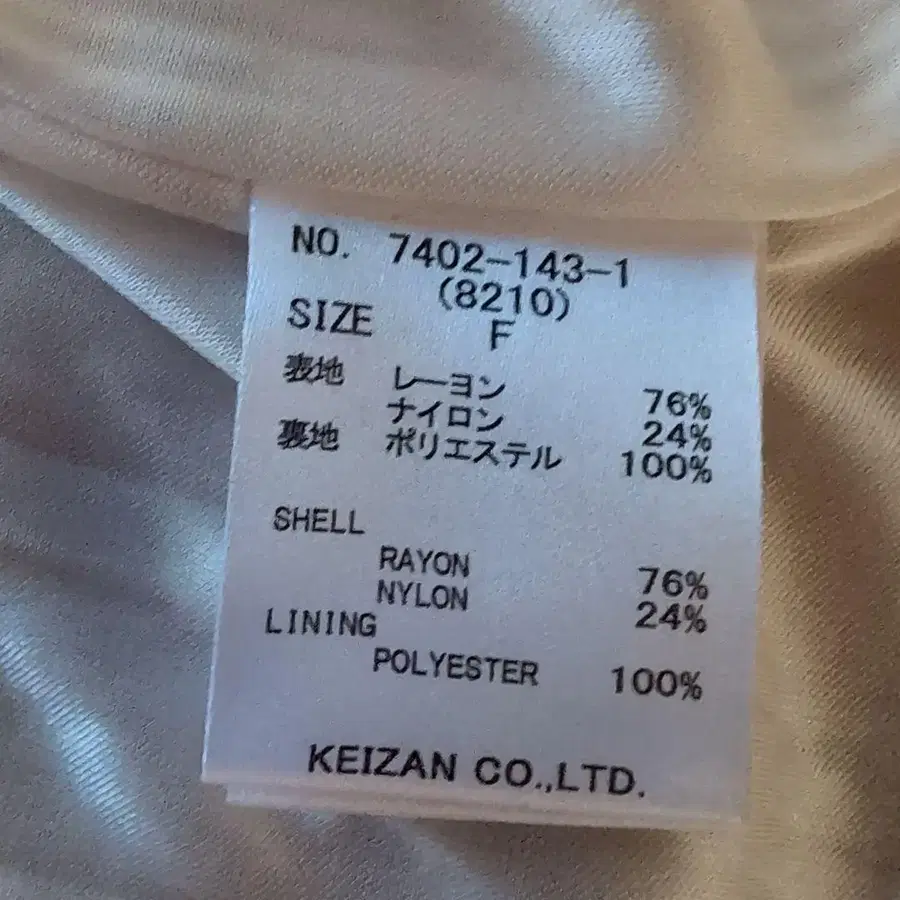 NO. 7402-143-1
(8210)
SIZE F
表地 レーヨン 76%
ナイロン 24%
裏地 ポリエステル 100%
SHELL
RAYON 76%
NYLON 24%
LINING
POLYESTER 100%
KEIZAN CO.,LTD.